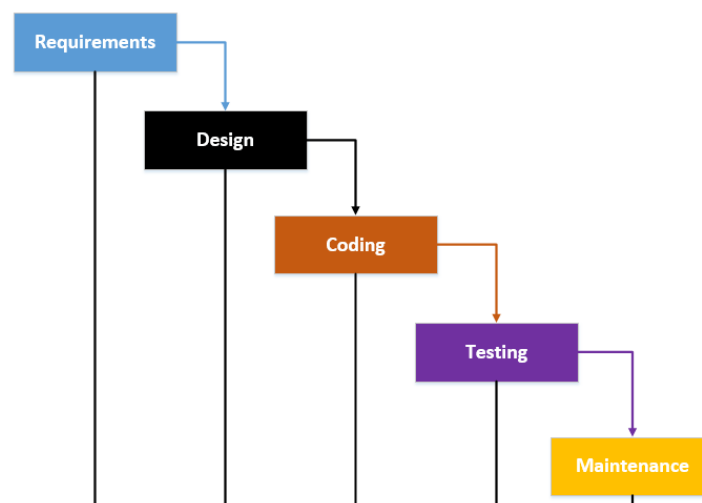 Requirements
Design
Coding
Testing
Maintenance